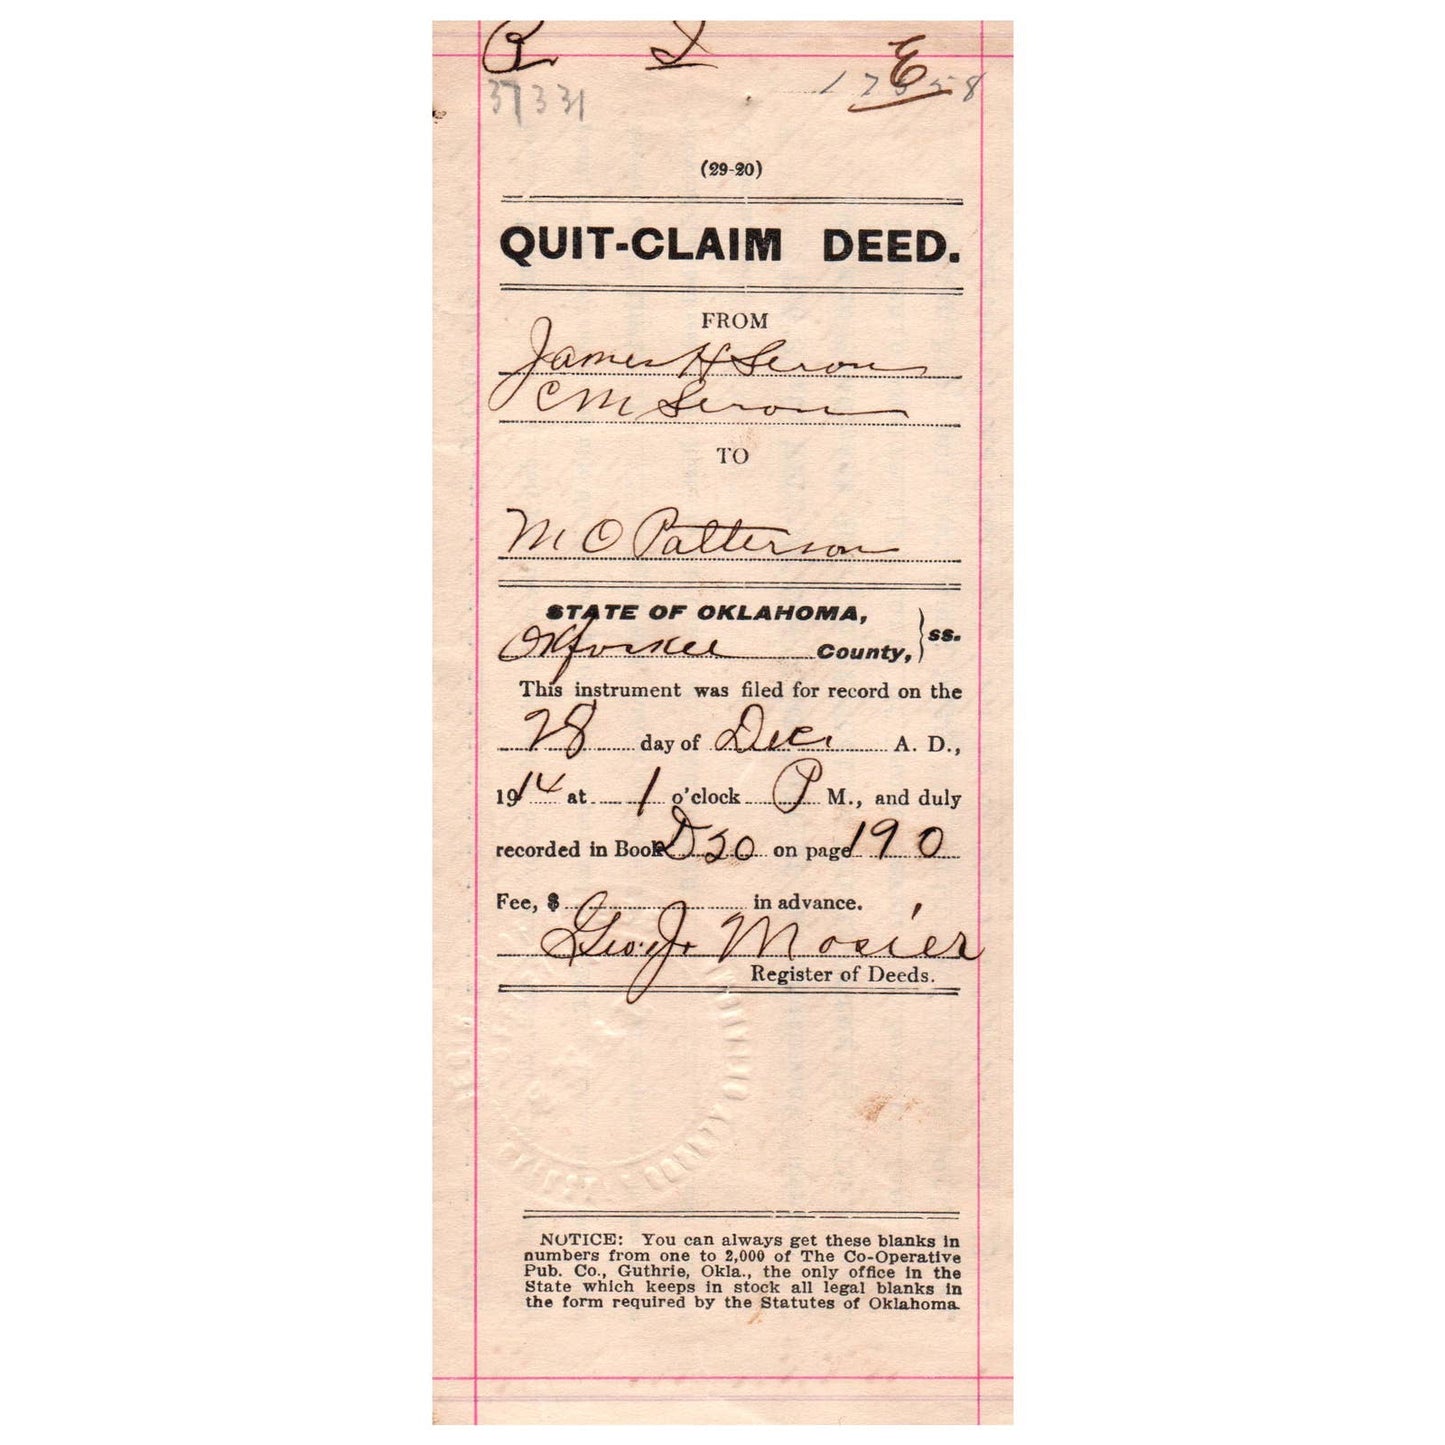 R I E
37331
(29-20)
QUIT-CLAIM DEED.
FROM
James H Serous
C M Serous
TO
M O Patterson
STATE OF OKLAHOMA,
Okfuskee County, } ss.
This instrument was filed for record on the
28 day of Dec. A. D.,
1914 at 1 o'clock P M., and duly
recorded in Book D20 on page 190
Fee, $ in advance.
Geo. J. Mosier
Register of Deeds.
NOTICE: You can always get these blanks in
numbers from one to 2,000 of The Co-Operative
Pub. Co., Guthrie, Okla., the only office in the
State which keeps in stock all legal blanks in
the form required by the Statutes of Oklahoma.